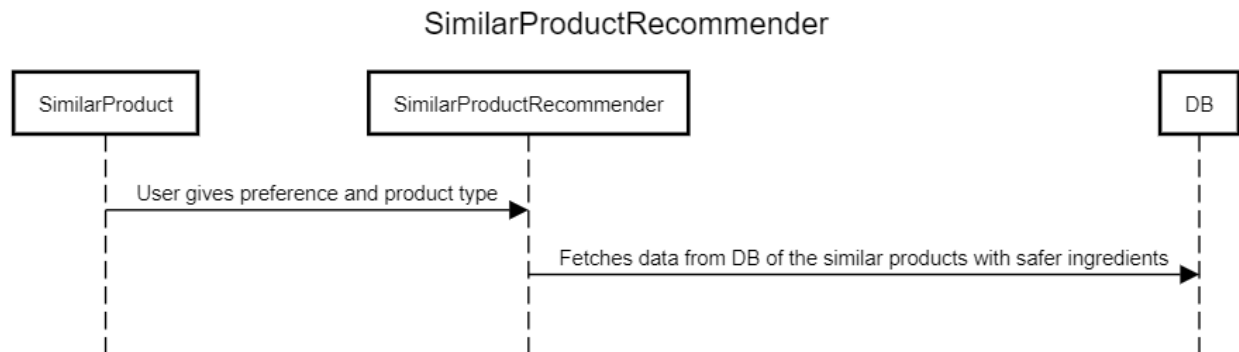 SimilarProductRecommender
SimilarProduct
SimilarProductRecommender
DB
User gives preference and product type
Fetches data from DB of the similar products with safer ingredients